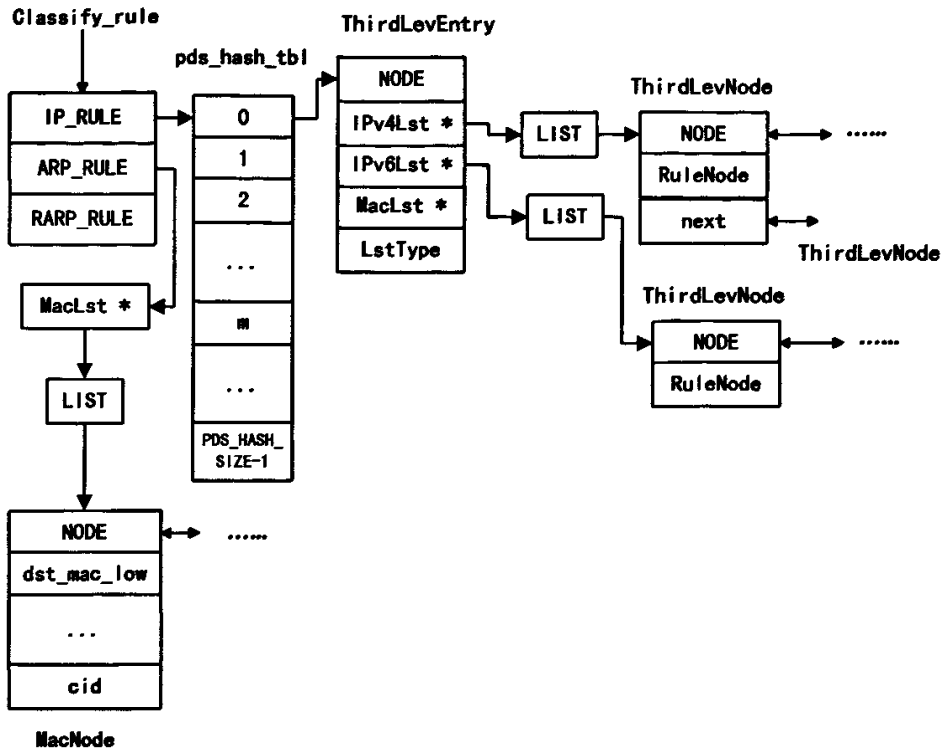 Classify_rule
IP_RULE
ARP_RULE
RARP_RULE
MacLst *
LIST
NODE
dst_mac_low
...
cid
MacNode
......
pds_hash_tbl
0
1
2
...
m
...
PDS_HASH_
SIZE-1
ThirdLevEntry
NODE
IPv4Lst *
IPv6Lst *
MacLst *
LstType
LIST
LIST
ThirdLevNode
NODE
RuleNode
next
......
ThirdLevNode
ThirdLevNode
NODE
RuleNode
......